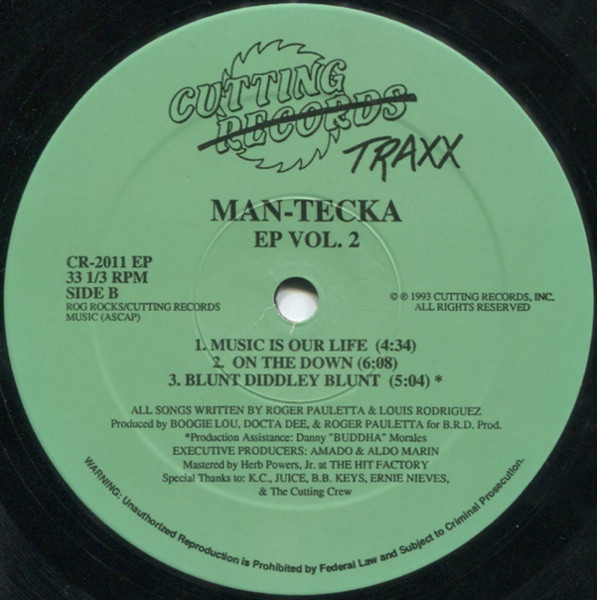 CUTTING
RECORDS
TRAXX
MAN-TECKA
EP VOL. 2
CR-2011 EP
33 1/3 RPM
SIDE B
ROG ROCKS/CUTTING RECORDS
MUSIC (ASCAP)
© ℗ 1993 CUTTING RECORDS, INC.
ALL RIGHTS RESERVED
1. MUSIC IS OUR LIFE (4:34)
2. ON THE DOWN (6:08)
3. BLUNT DIDDLEY BLUNT (5:04) *
ALL SONGS WRITTEN BY ROGER PAULETTA & LOUIS RODRIGUEZ
Produced by BOOGIE LOU, DOCTA DEE, & ROGER PAULETTA for B.R.D. Prod.
*Production Assistance: Danny "BUDDHA" Morales
EXECUTIVE PRODUCERS: AMADO & ALDO MARIN
Mastered by Herb Powers, Jr. at THE HIT FACTORY
Special Thanks to: K.C., JUICE, B.B. KEYS, ERNIE NIEVES,
& The Cutting Crew
WARNING: Unauthorized Reproduction is Prohibited by Federal Law and Subject to Criminal Prosecution.